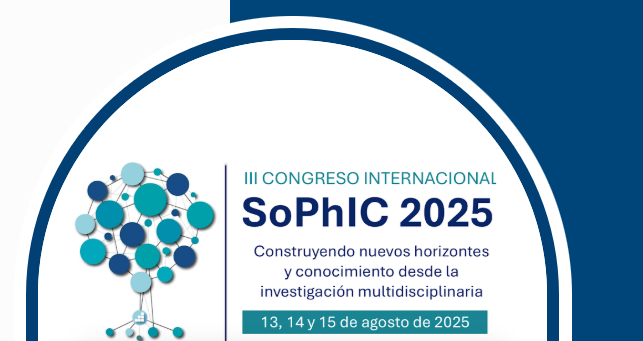 III CONGRESO INTERNACIONAL
SoPhIC 2025
Construyendo nuevos horizontes
y conocimiento desde la
investigación multidisciplinaria
13, 14 y 15 de agosto de 2025